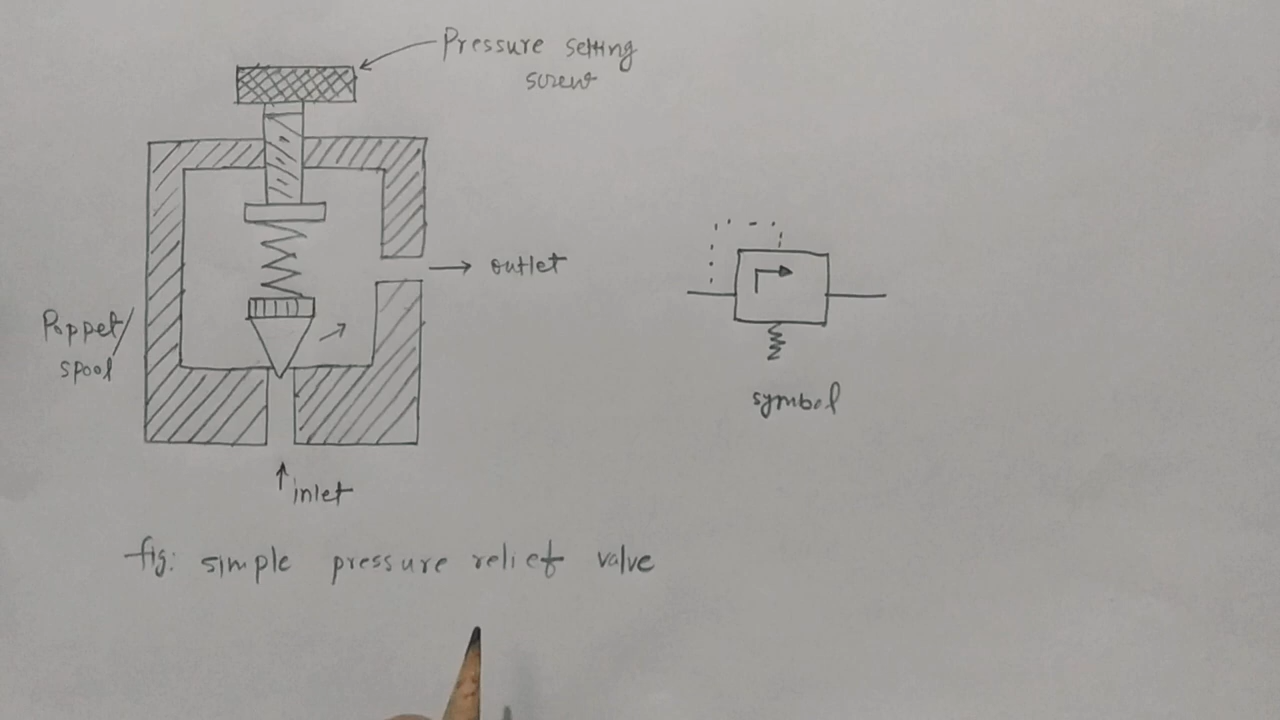 Pressure setting
screw
outlet
Poppet/
spool
symbol
inlet
fig: simple pressure relief valve